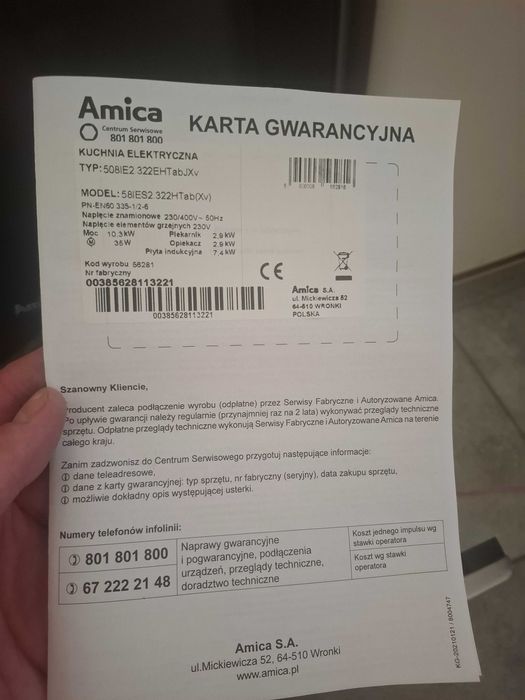 Amica
Centrum Serwisowe
801 801 800
KARTA GWARANCYJNA
KUCHNIA ELEKTRYCZNA
TYP: 508IE2.322EHTabJXv
MODEL: 58IES2.322HTab(Xv)
PN-EN60 335-1/2-6
Napięcie znamionowe 230/400V~ 50Hz
Napięcie elementów grzejnych 230V
Moc 10.3kW Piekarnik 2.9 kW
M 35W Opiekacz 2.9 kW
Płyta indukcyjna 7.4 kW
Kod wyrobu 56281
Nr fabryczny
00385628113221
00385628113221
CE
Amica S.A.
ul. Mickiewicza 52
64-510 WRONKI
POLSKA
Szanowny Kliencie,
Producent zaleca podłączenie wyrobu (odpłatne) przez Serwisy Fabryczne i Autoryzowane Amica.
Po upływie gwarancji należy regularnie (przynajmniej raz na 2 lata) wykonywać przeglądy techniczne
sprzętu. Odpłatne przeglądy techniczne wykonują Serwisy Fabryczne i Autoryzowane Amica na terenie
całego kraju.
Zanim zadzwonisz do Centrum Serwisowego przygotuj następujące informacje:
dane teleadresowe,
dane z karty gwarancyjnej: typ sprzętu, nr fabryczny (seryjny), data zakupu sprzętu,
możliwie dokładny opis występującej usterki.
Numery telefonów infolinii:
801 801 800
67 222 21 48
Naprawy gwarancyjne
i pogwarancyjne, podłączenia
urządzeń, przeglądy techniczne,
doradztwo techniczne
Koszt jednego impulsu wg
stawki operatora
Koszt wg stawki
operatora
Amica S.A.
ul.Mickiewicza 52, 64-510 Wronki
www.amica.pl
KG-20210121 / 8004747